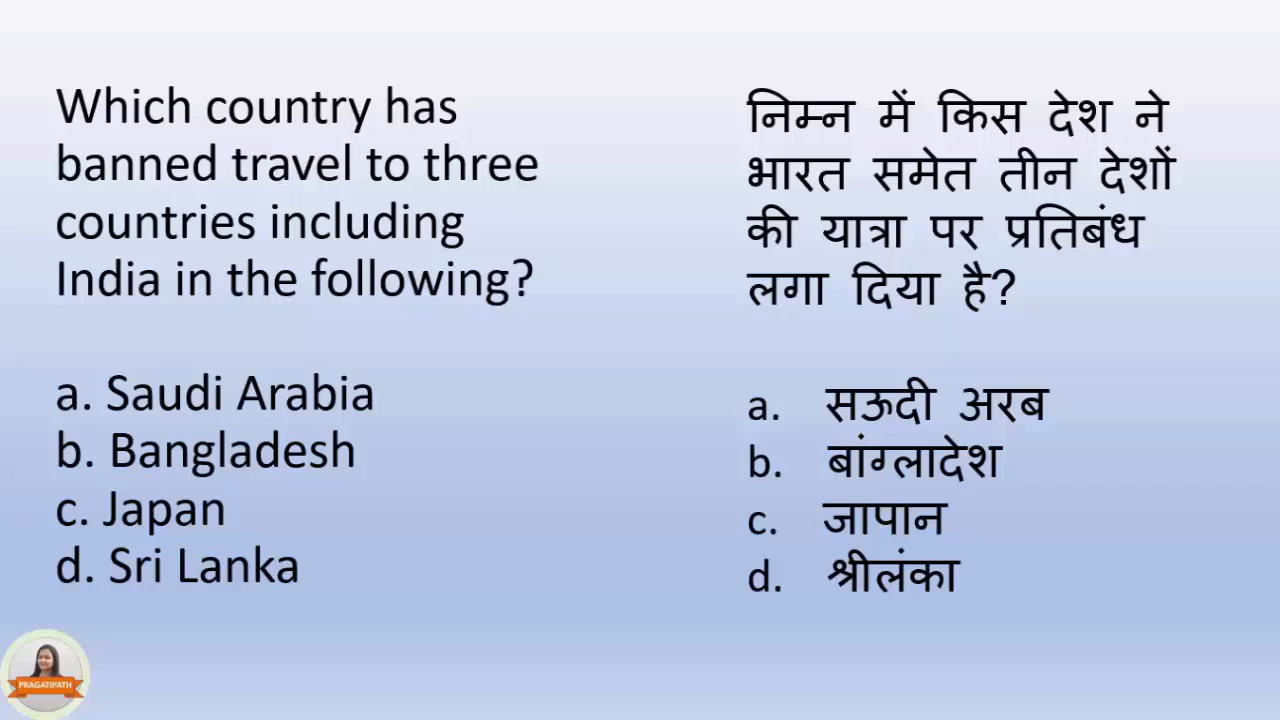 Which country has
banned travel to three
countries including
India in the following?
a. Saudi Arabia
b. Bangladesh
c. Japan
d. Sri Lanka
निम्न में किस देश ने
भारत समेत तीन देशों
की यात्रा पर प्रतिबंध
लगा दिया है?
a. सऊदी अरब
b. बांग्लादेश
c. जापान
d. श्रीलंका
PRAGATIPATH